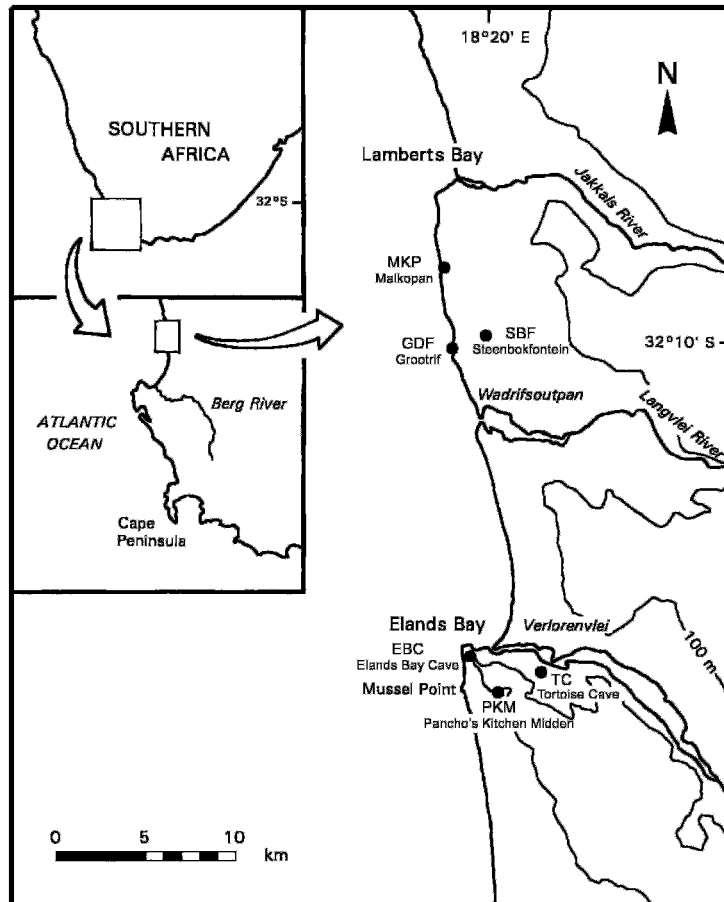 SOUTHERN
AFRICA
32°S
Berg River
ATLANTIC
OCEAN
Cape
Peninsula
18°20' E
N
Lamberts Bay
Jakkals River
MKP
Malkopan
GDF
Grootrif
SBF
Steenbokfontein
32°10' S
Wadrifsoutpan
Langvlei River
Elands Bay
Verlorenvlei
EBC
Elands Bay Cave
100 m
TC
Tortoise Cave
Mussel Point
PKM
Pancho's Kitchen Midden
0 5 10
km